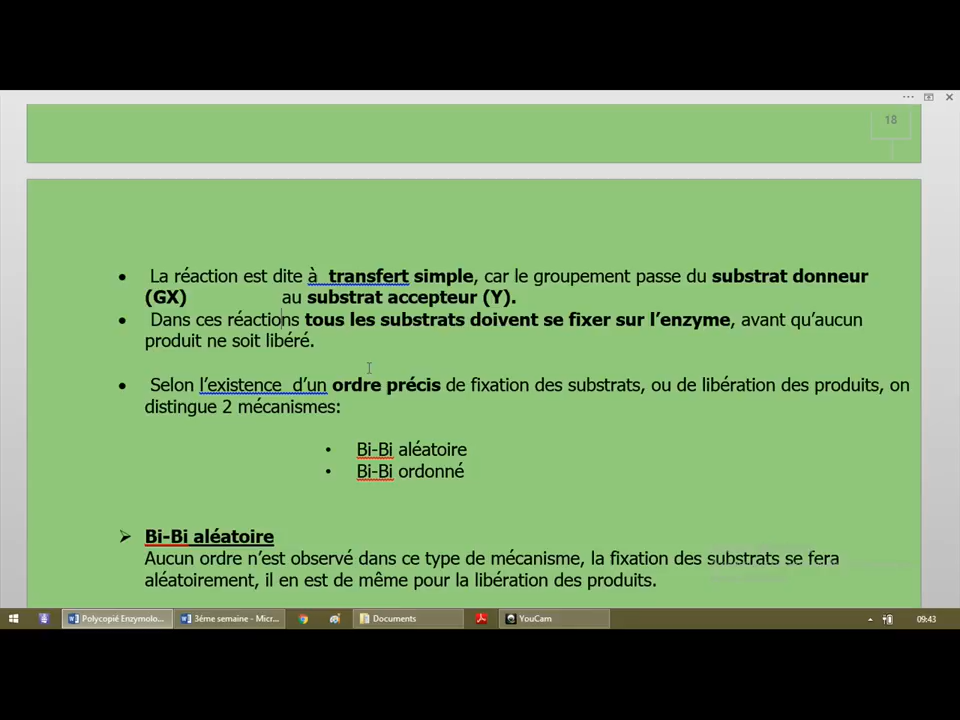 18
• La réaction est dite à transfert simple, car le groupement passe du substrat donneur
(GX) au substrat accepteur (Y).
• Dans ces réactions tous les substrats doivent se fixer sur l’enzyme, avant qu’aucun
produit ne soit libéré.
• Selon l’existence d’un ordre précis de fixation des substrats, ou de libération des produits, on
distingue 2 mécanismes:
• Bi-Bi aléatoire
• Bi-Bi ordonné
➢ Bi-Bi aléatoire
Aucun ordre n’est observé dans ce type de mécanisme, la fixation des substrats se fera
aléatoirement, il en est de même pour la libération des produits.
Polycopié Enzymolo... 3éme semaine - Micr... Documents YouCam 09:43